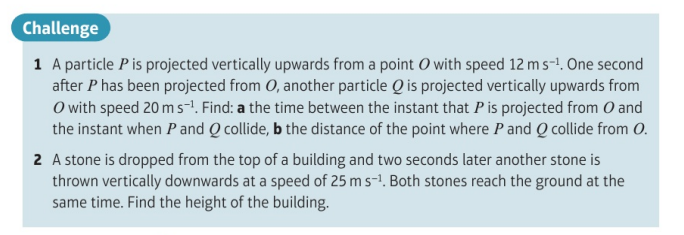 Challenge
1 A particle P is projected vertically upwards from a point O with speed 12 m s⁻¹. One second
after P has been projected from O, another particle Q is projected vertically upwards from
O with speed 20 m s⁻¹. Find: a the time between the instant that P is projected from O and
the instant when P and Q collide, b the distance of the point where P and Q collide from O.
2 A stone is dropped from the top of a building and two seconds later another stone is
thrown vertically downwards at a speed of 25 m s⁻¹. Both stones reach the ground at the
same time. Find the height of the building.